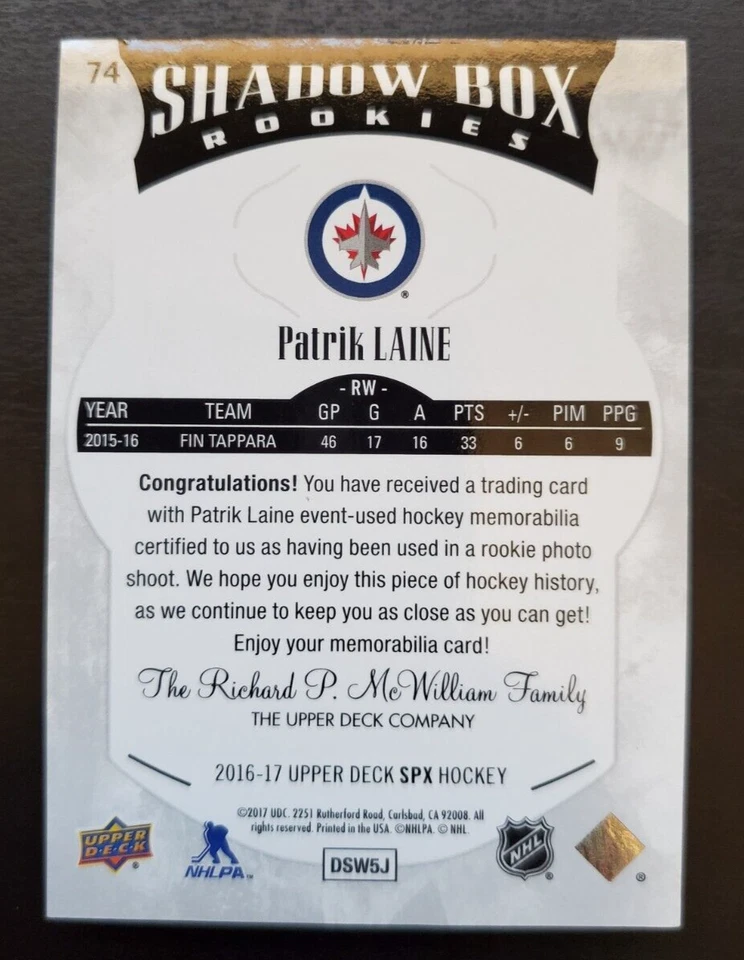 74
SHADOW BOX
ROOKIES
®
Patrik LAINE
- RW -
YEAR TEAM GP G A PTS +/- PIM PPG
2015-16 FIN TAPPARA 46 17 16 33 6 6 9
Congratulations! You have received a trading card
with Patrik Laine event-used hockey memorabilia
certified to us as having been used in a rookie photo
shoot. We hope you enjoy this piece of hockey history,
as we continue to keep you as close as you can get!
Enjoy your memorabilia card!
The Richard P. McWilliam Family
THE UPPER DECK COMPANY
2016-17 UPPER DECK SPX HOCKEY
©2017 UDC. 2251 Rutherford Road, Carlsbad, CA 92008. All
rights reserved. Printed in the USA. ©NHLPA. © NHL.
UPPER
D·E·C·K ®
NHLPA™
DSW5J
NHL ®
®